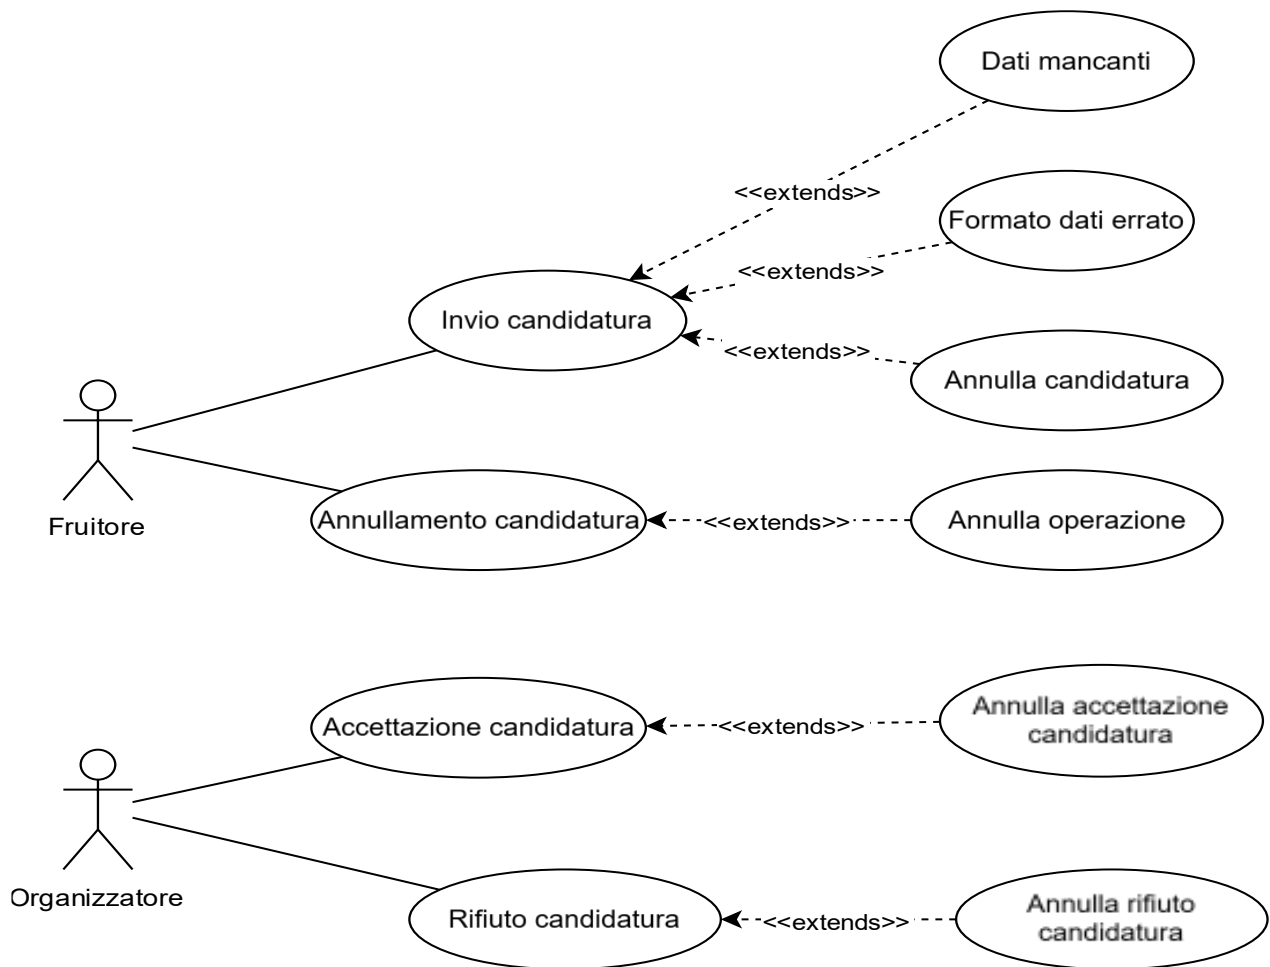 Dati mancanti
<<extends>>
Formato dati errato
<<extends>>
Invio candidatura
<<extends>>
Annulla candidatura
Fruitore
Annullamento candidatura
<<extends>>
Annulla operazione
Accettazione candidatura
<<extends>>
Annulla accettazione
candidatura
Organizzatore
Rifiuto candidatura
<<extends>>
Annulla rifiuto
candidatura